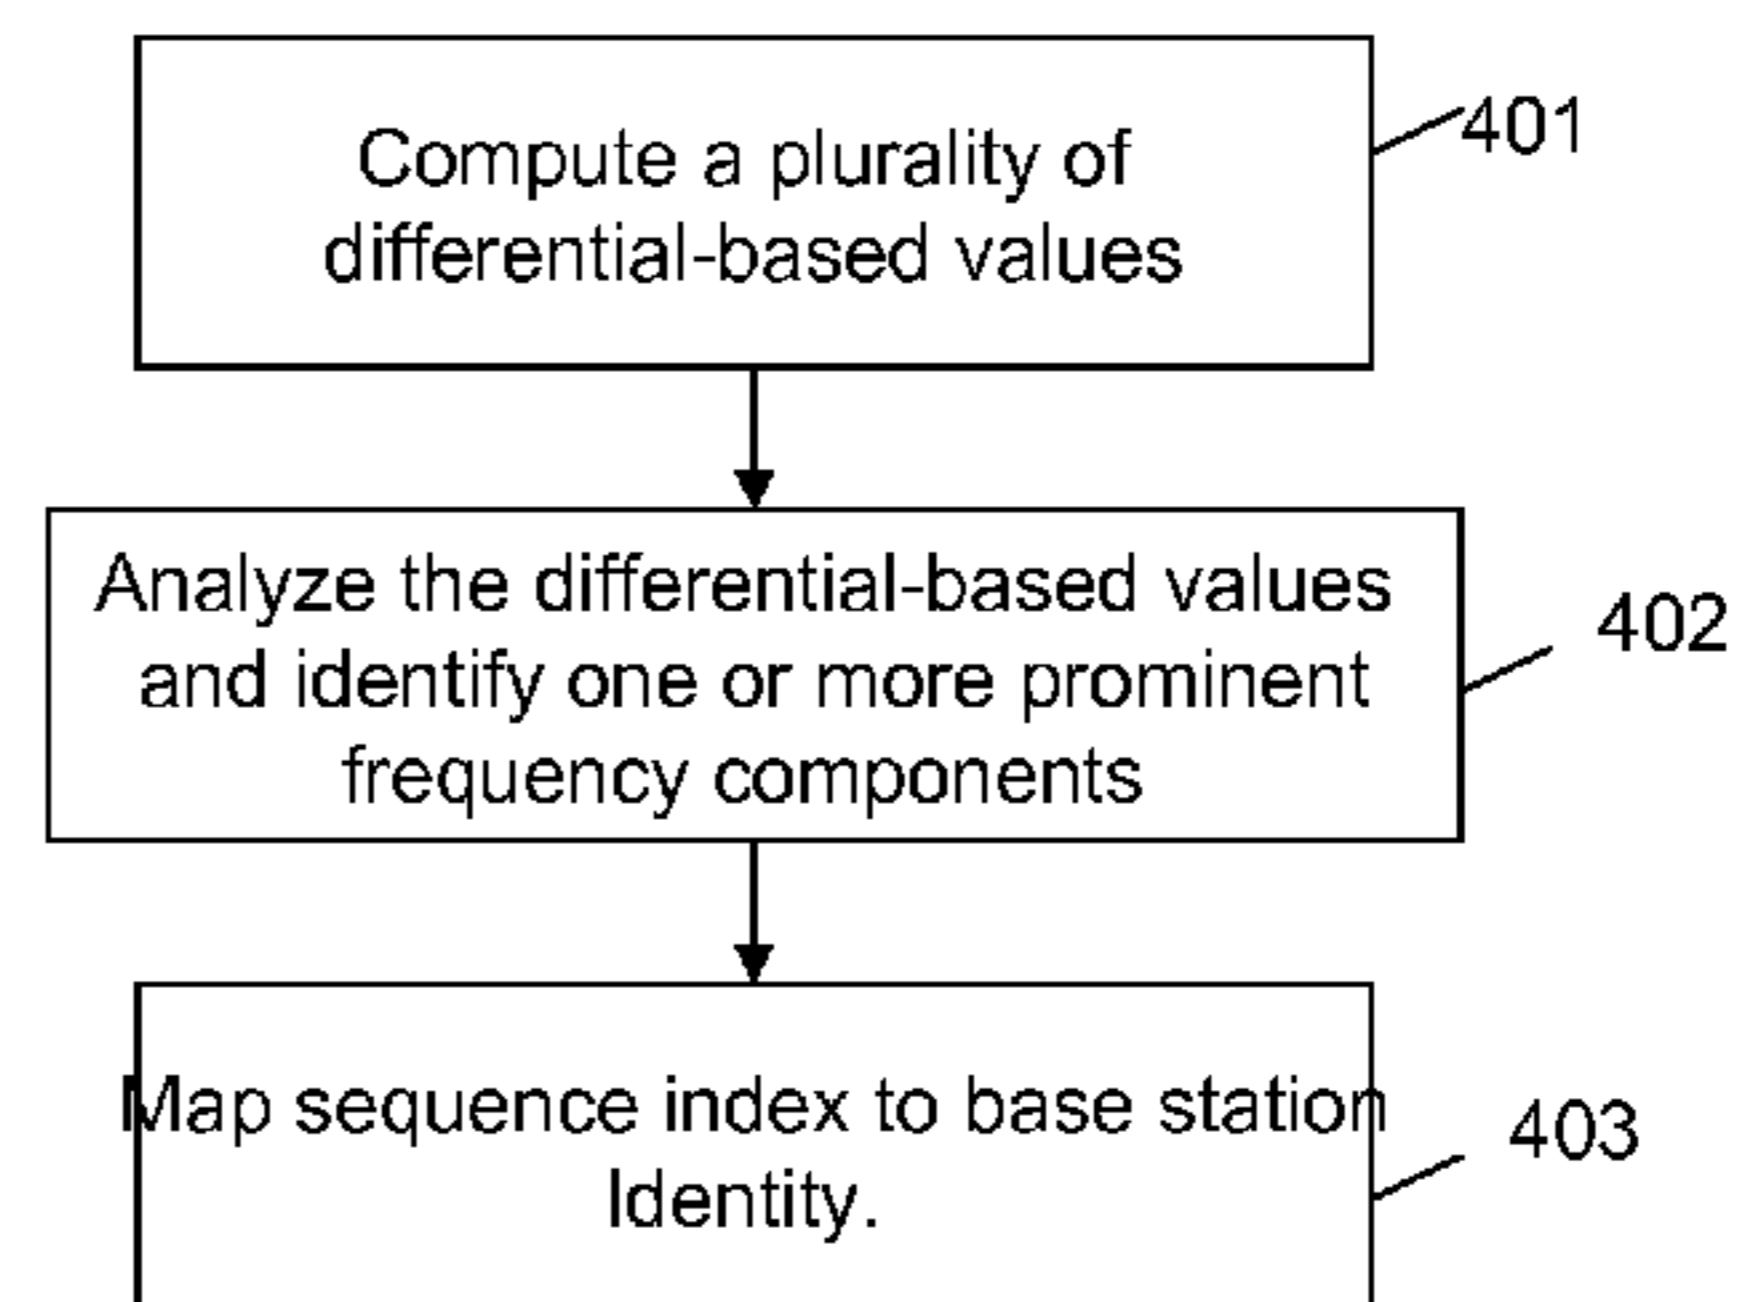 Compute a plurality of
differential-based values
401
Analyze the differential-based values
and identify one or more prominent
frequency components
402
Map sequence index to base station
Identity.
403